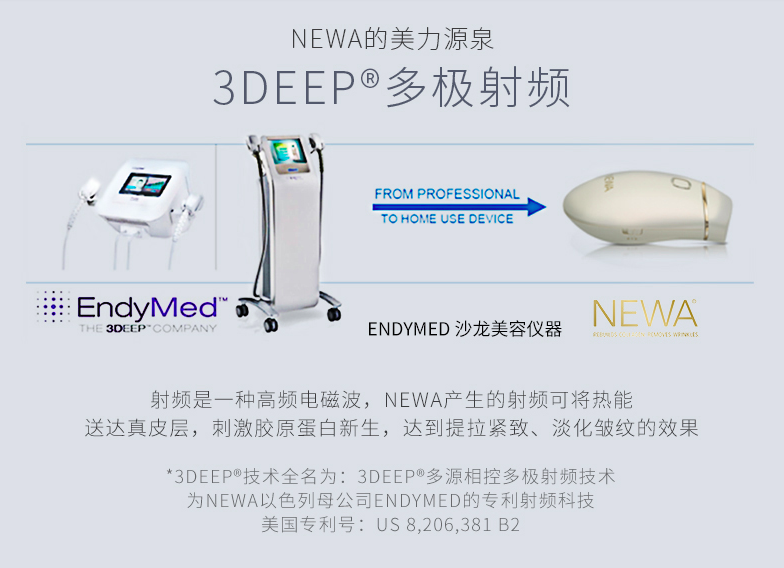 NEWA的美力源泉
3DEEP®多极射频
FROM PROFESSIONAL
TO HOME USE DEVICE
NEWA
EndyMed™
THE 3DEEP™COMPANY
ENDYMED 沙龙美容仪器
NEWA®
射频是一种高频电磁波，NEWA产生的射频可将热能
送达真皮层，刺激胶原蛋白新生，达到提拉紧致、淡化皱纹的效果
*3DEEP®技术全名为：3DEEP®多源相控多极射频技术
为NEWA以色列母公司ENDYMED的专利射频科技
美国专利号：US 8,206,381 B2